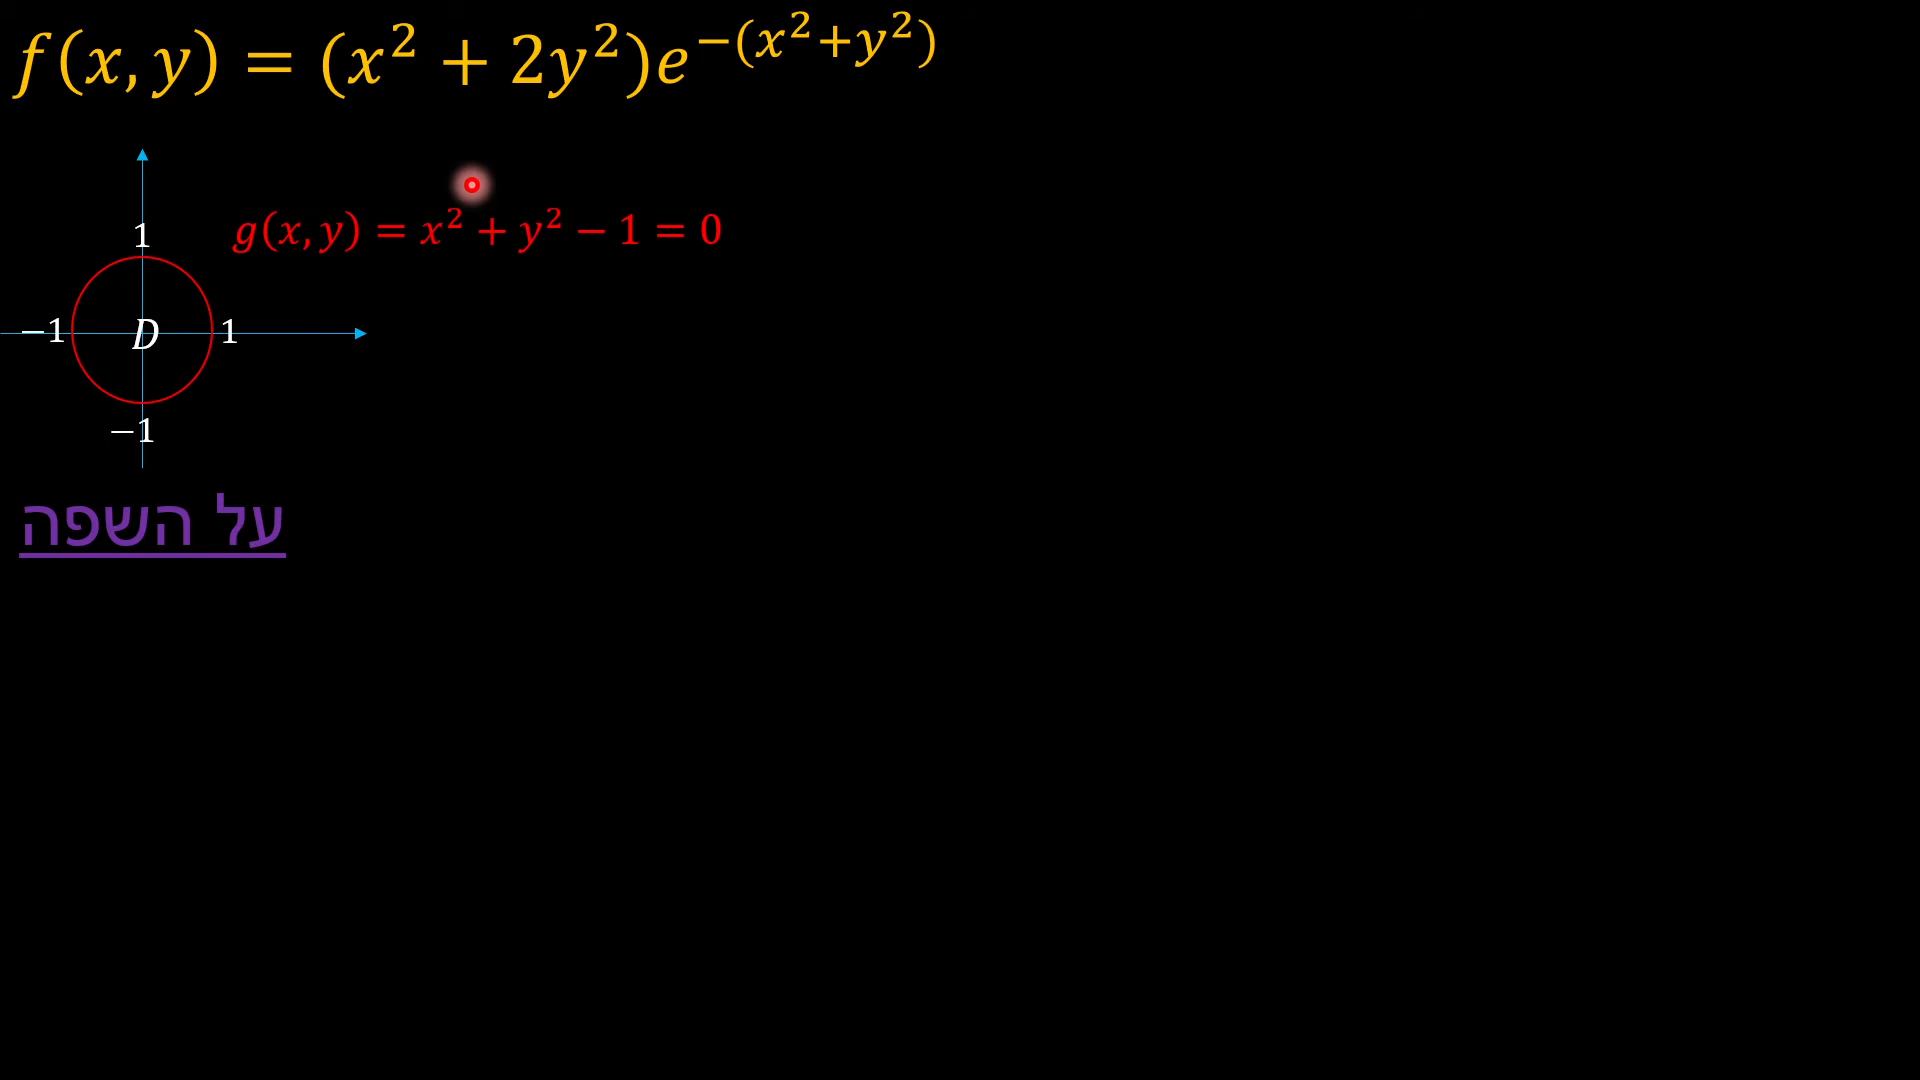 f(x, y) = (x² + 2y²)e^{-(x²+y²)}
1
g(x, y) = x² + y² − 1 = 0
−1 D 1
−1
על השפה